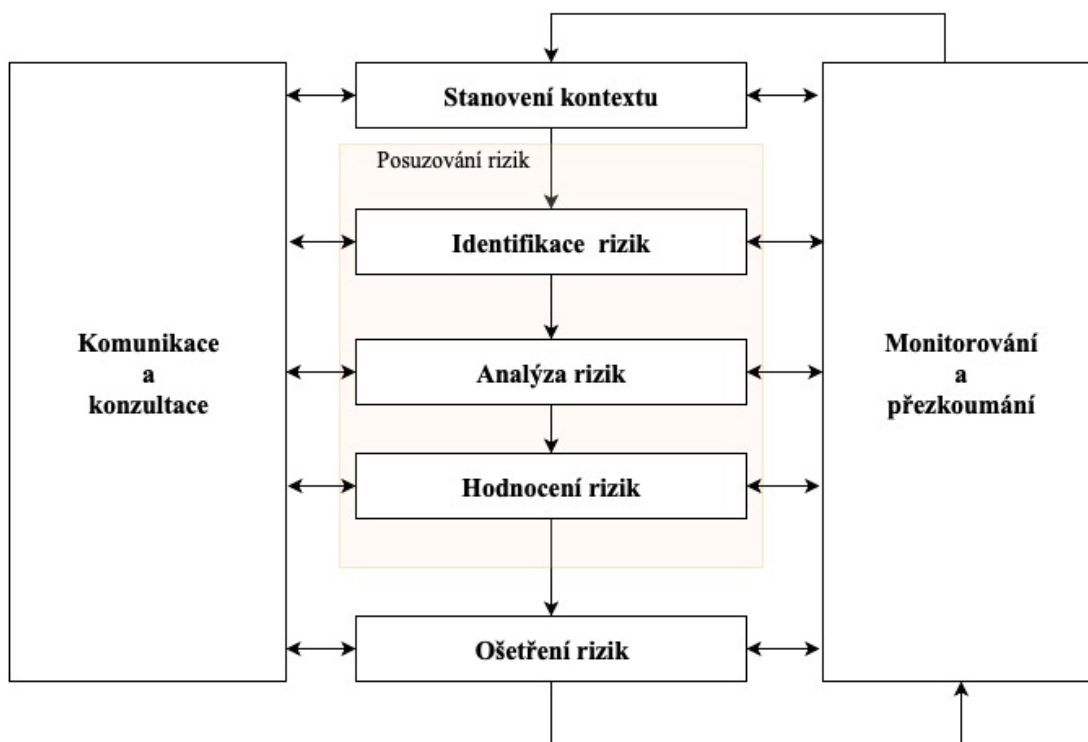 Stanovení kontextu
Posuzování rizik
Identifikace rizik
Komunikace
a
konzultace
Analýza rizik
Monitorování
a
přezkoumání
Hodnocení rizik
Ošetření rizik